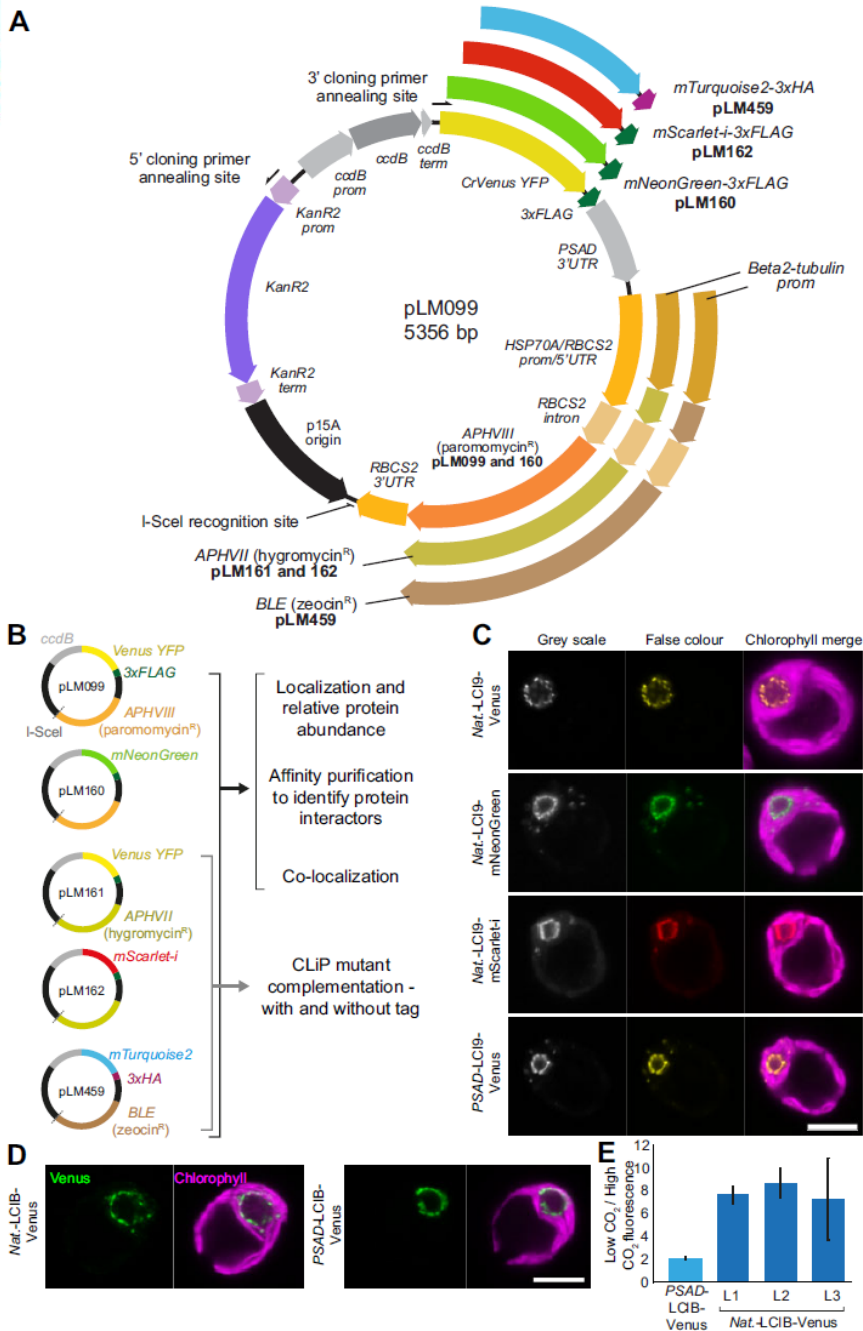 A
3' cloning primer
annealing site
mTurquoise2-3xHA
pLM459
mScarlet-i-3xFLAG
pLM162
mNeonGreen-3xFLAG
pLM160
5' cloning primer
annealing site
ccdB
prom
ccdB
ccdB
term
CrVenus YFP
3xFLAG
KanR2
prom
PSAD
3'UTR
Beta2-tubulin
prom
KanR2
pLM099
5356 bp
HSP70A/RBCS2
prom/5'UTR
KanR2
term
RBCS2
intron
p15A
origin
APHVIII
(paromomycinᴿ)
pLM099 and 160
RBCS2
3'UTR
I-SceI recognition site
APHVII (hygromycinᴿ)
pLM161 and 162
BLE (zeocinᴿ)
pLM459
B
ccdB
Venus YFP
3xFLAG
pLM099
APHVIII
(paromomycinᴿ)
I-SceI
mNeonGreen
pLM160
Venus YFP
pLM161
APHVII
(hygromycinᴿ)
mScarlet-i
pLM162
mTurquoise2
3xHA
pLM459
BLE
(zeocinᴿ)
Localization and
relative protein
abundance
Affinity purification
to identify protein
interactors
Co-localization
CLiP mutant
complementation -
with and without tag
C
Grey scale
False colour
Chlorophyll merge
Nat.-LCI9-
Venus
Nat.-LCI9-
mNeonGreen
Nat.-LCI9-
mScarlet-i
PSAD-LCI9-
Venus
D
Nat.-LCIB-
Venus
Venus
Chlorophyll
PSAD-LCIB-
Venus
E
Low CO₂ / High
CO₂ fluorescence
12
10
8
6
4
2
0
PSAD-
LCIB-
Venus
L1
L2
L3
Nat.-LCIB-Venus